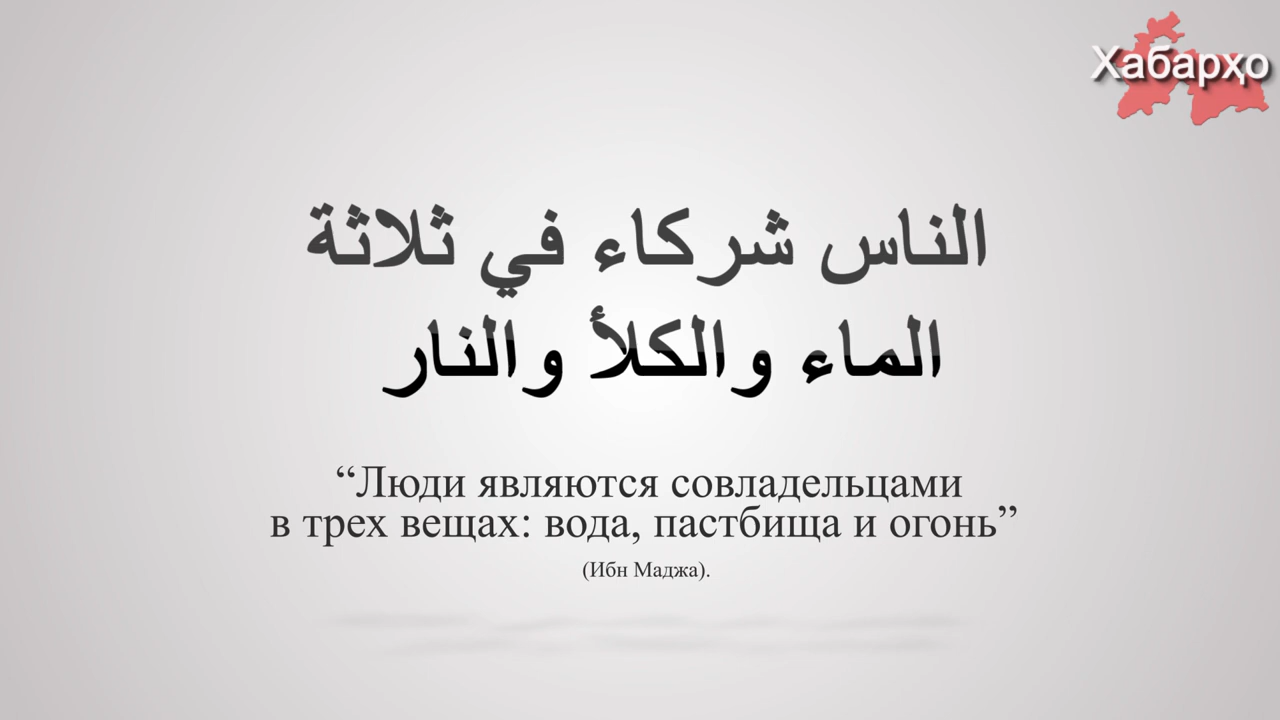 Хабарҳо
الناس شركاء في ثلاثة
الماء والكلأ والنار
“Люди являются совладельцами
в трех вещах: вода, пастбища и огонь”
(Ибн Маджа).